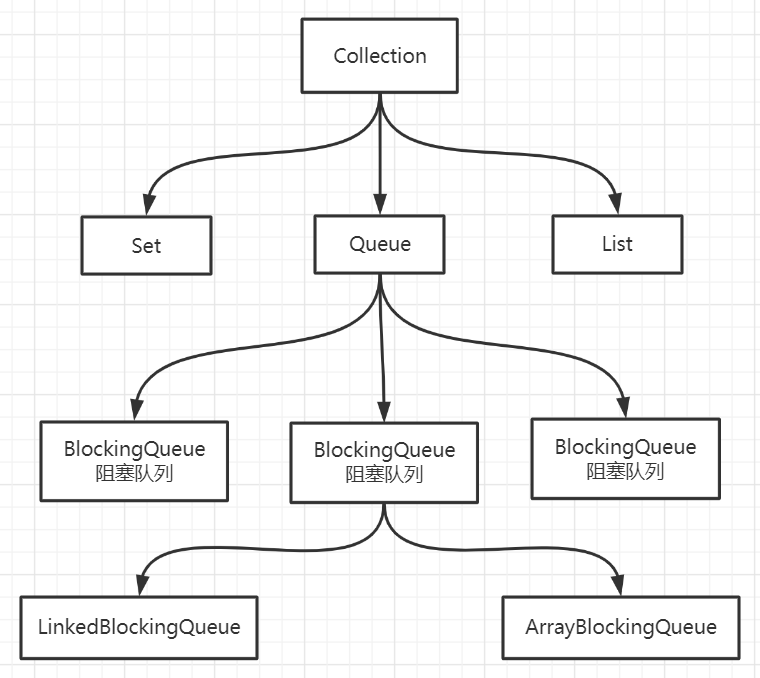 Collection
Set
Queue
List
BlockingQueue
阻塞队列
BlockingQueue
阻塞队列
BlockingQueue
阻塞队列
LinkedBlockingQueue
ArrayBlockingQueue